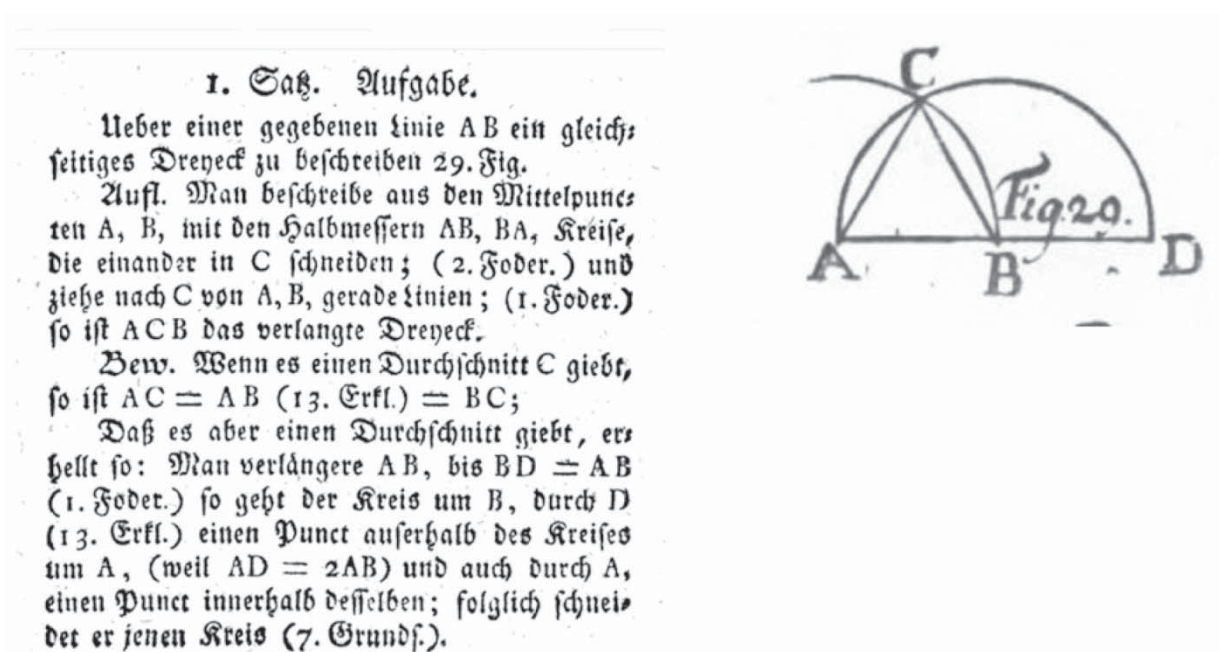 1. Satz. Aufgabe.
Ueber einer gegebenen Linie AB ein gleich⸗
seitiges Dreyeck zu beschreiben 29. Fig.
Aufl. Man beschreibe aus den Mittelpunc⸗
ten A, B, mit den Halbmessern AB, BA, Kreise,
die einander in C schneiden; (2. Foder.) und
ziehe nach C von A, B, gerade Linien; (1. Foder.)
so ist ACB das verlangte Dreyeck.
Bew. Wenn es einen Durchschnitt C giebt,
so ist AC = AB (13. Erkl.) = BC;
Daß es aber einen Durchschnitt giebt, er⸗
hellt so: Man verlängere AB, bis BD = AB
(1. Foder.) so geht der Kreis um B, durch D
(13. Erkl.) einen Punct auserhalb des Kreises
um A, (weil AD = 2AB) und auch durch A,
einen Punct innerhalb desselben; folglich schnei⸗
det er jenen Kreis (7. Grunds.).
C
Fig. 29.
A
B
D